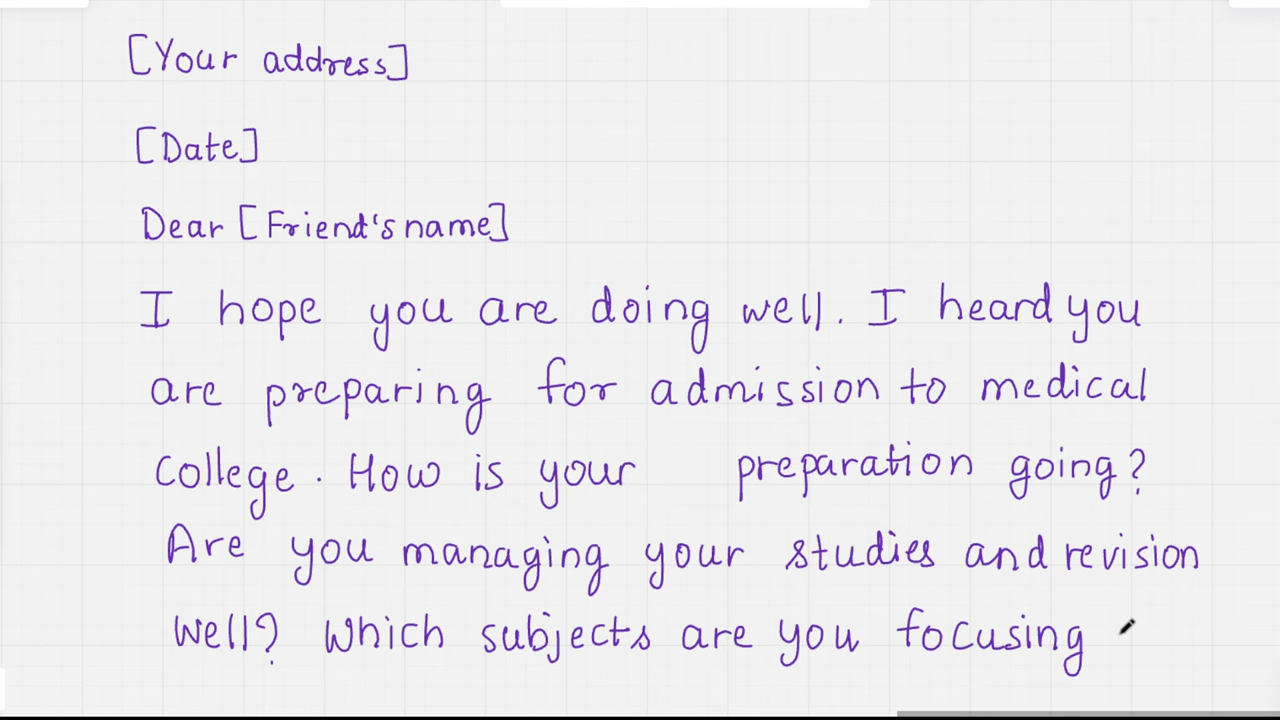 [Your address]
[Date]
Dear [Friend's name]
I hope you are doing well. I heard you
are preparing for admission to medical
college. How is your preparation going?
Are you managing your studies and revision
well? Which subjects are you focusing